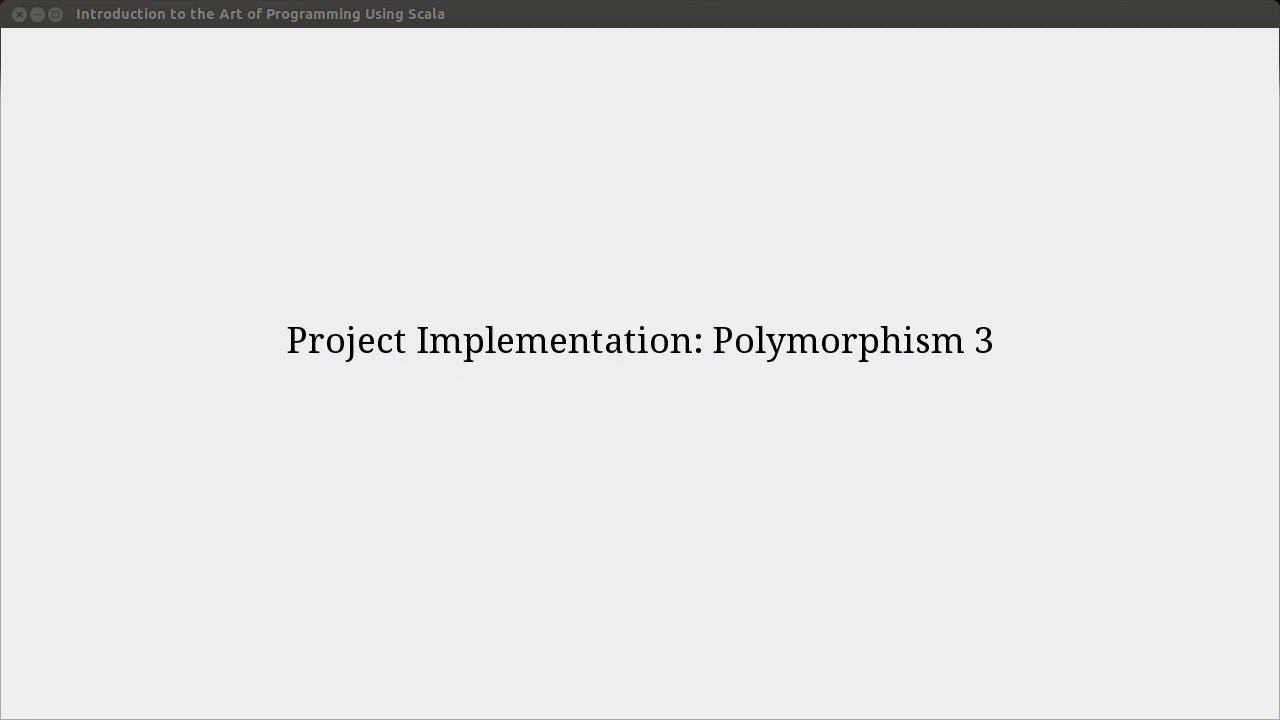 Introduction to the Art of Programming Using Scala
Project Implementation: Polymorphism 3